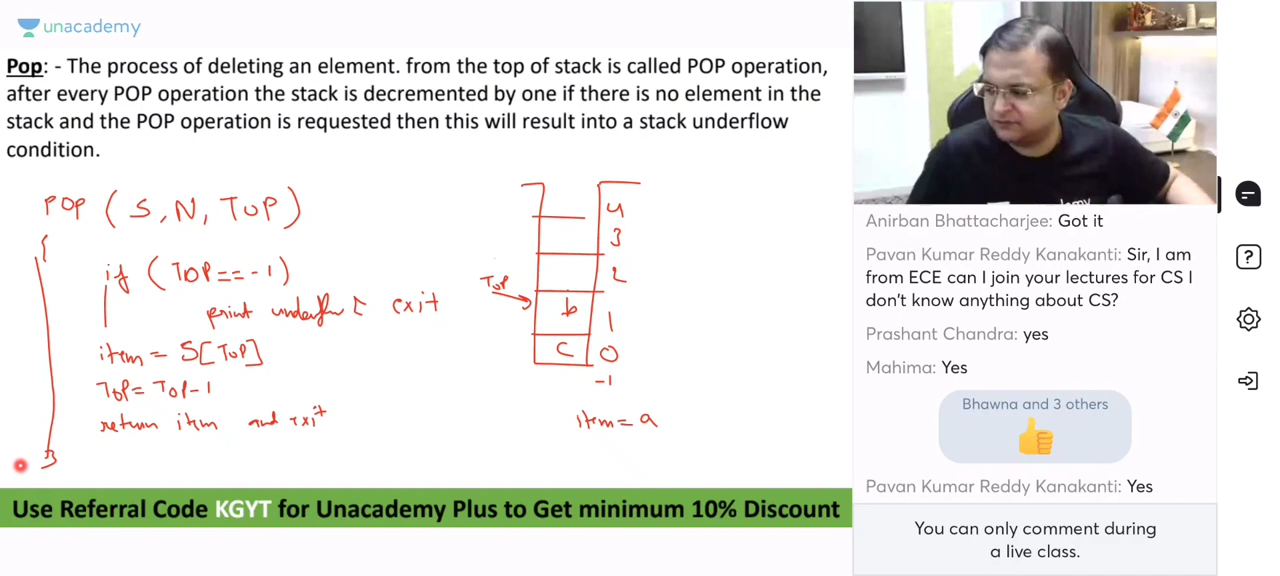 unacademy
Pop: - The process of deleting an element. from the top of stack is called POP operation,
after every POP operation the stack is decremented by one if there is no element in the
stack and the POP operation is requested then this will result into a stack underflow
condition.
POP (S, N, TOP)
{
if (TOP==-1)
print underflow & exit
item = S[TOP]
TOP = TOP-1
return item and exit
}
4
3
2
TOP
b 1
C 0
-1
item = a
Use Referral Code KGYT for Unacademy Plus to Get minimum 10% Discount
Anirban Bhattacharjee: Got it
Pavan Kumar Reddy Kanakanti: Sir, I am
from ECE can I join your lectures for CS I
don't know anything about CS?
Prashant Chandra: yes
Mahima: Yes
Bhawna and 3 others
Pavan Kumar Reddy Kanakanti: Yes
You can only comment during
a live class.